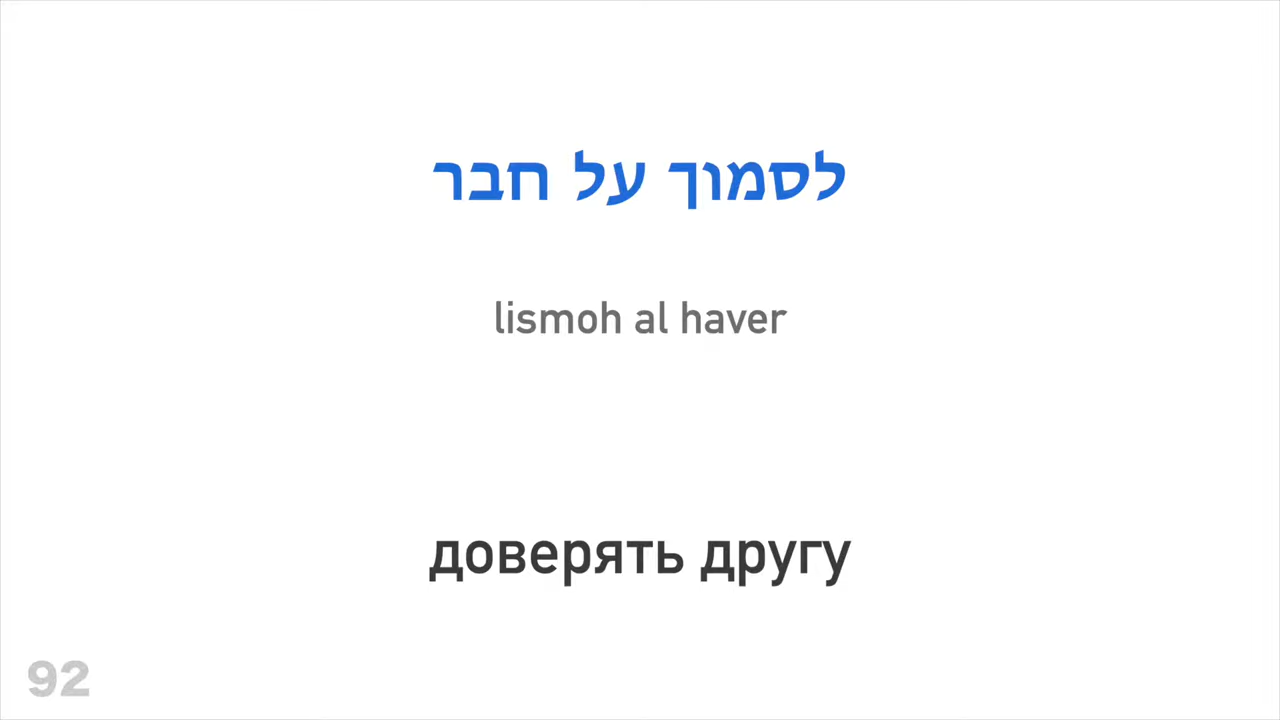 לסמוך על חבר
lismoh al haver
доверять другу
92